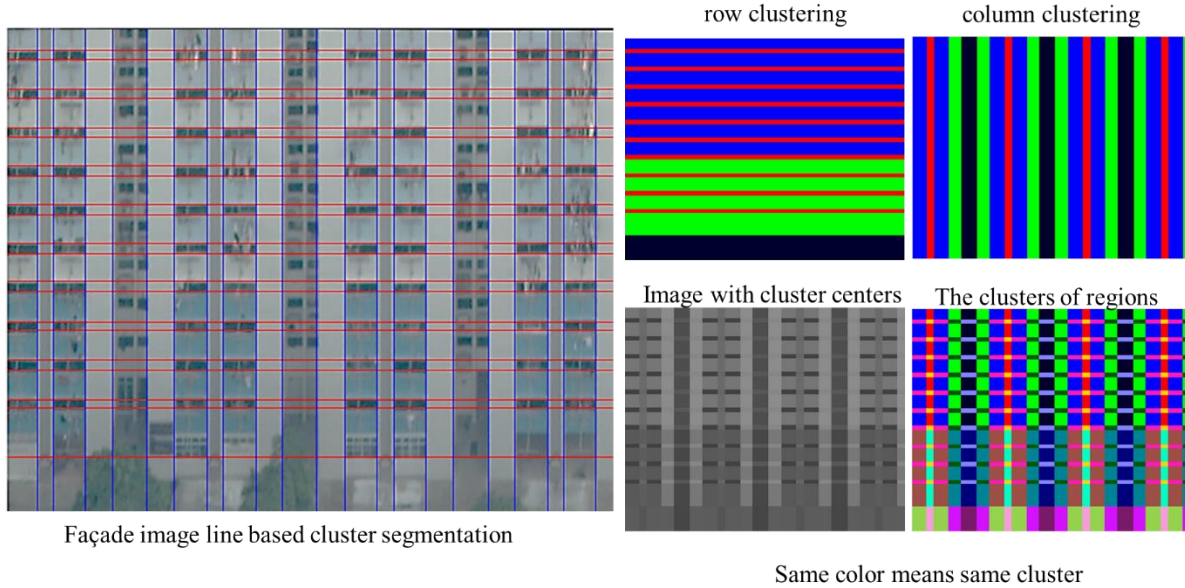 row clustering
column clustering
Image with cluster centers
The clusters of regions
Façade image line based cluster segmentation
Same color means same cluster